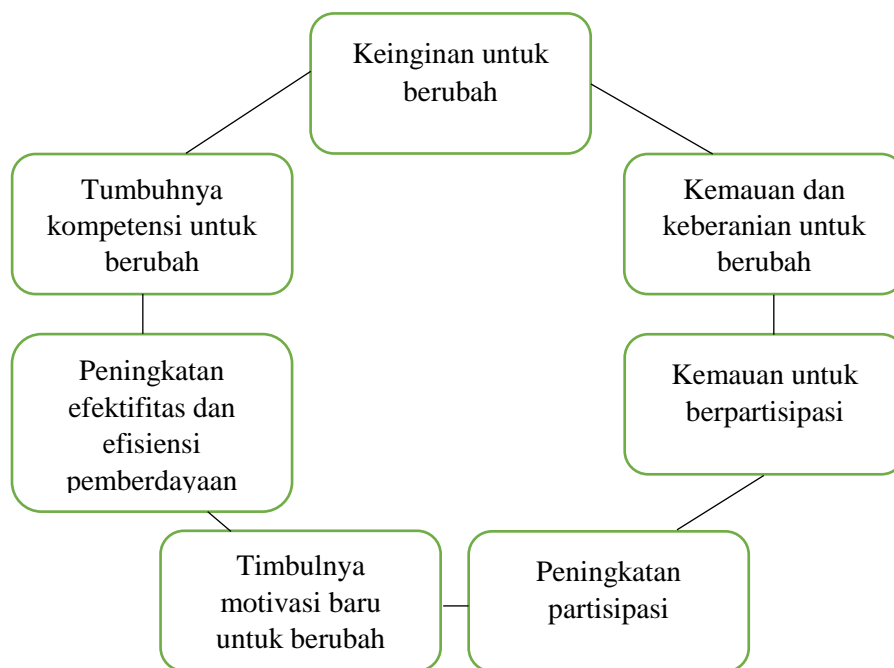 Keinginan untuk
berubah
Kemauan dan
keberanian untuk
berubah
Kemauan untuk
berpartisipasi
Peningkatan
partisipasi
Timbulnya
motivasi baru
untuk berubah
Peningkatan
efektifitas dan
efisiensi
pemberdayaan
Tumbuhnya
kompetensi untuk
berubah